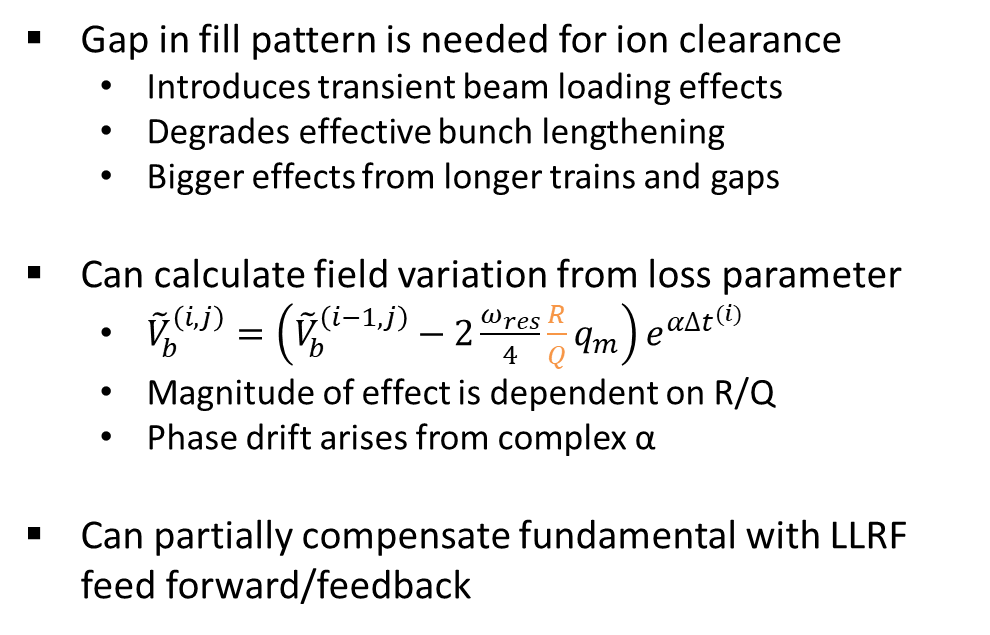 ▪ Gap in fill pattern is needed for ion clearance
• Introduces transient beam loading effects
• Degrades effective bunch lengthening
• Bigger effects from longer trains and gaps
▪ Can calculate field variation from loss parameter
• $\tilde{V}_b^{(i,j)} = \left(\tilde{V}_b^{(i-1,j)} - 2\frac{\omega_{res}}{4}\frac{R}{Q}q_m\right)e^{\alpha\Delta t^{(i)}}$
• Magnitude of effect is dependent on R/Q
• Phase drift arises from complex α
▪ Can partially compensate fundamental with LLRF
feed forward/feedback